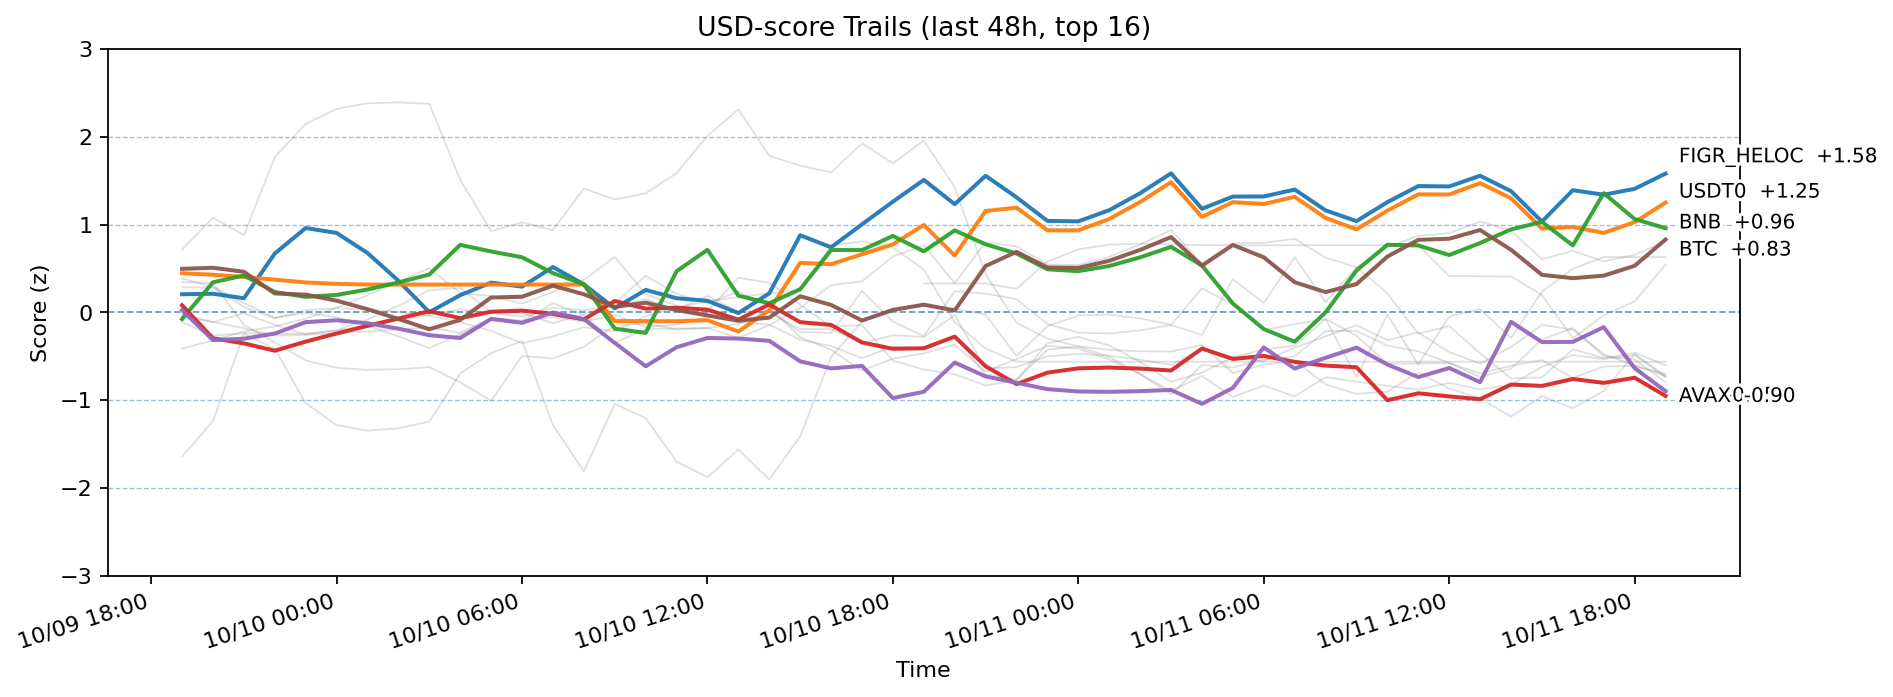 USD-score Trails (last 48h, top 16)
3
2
1
0
−1
−2
−3
Score (z)
FIGR_HELOC +1.58
USDT0 +1.25
BNB +0.96
BTC +0.83
10/09 18:00
10/10 00:00
10/10 06:00
10/10 12:00
10/10 18:00
10/11 00:00
10/11 06:00
10/11 12:00
10/11 18:00
Time